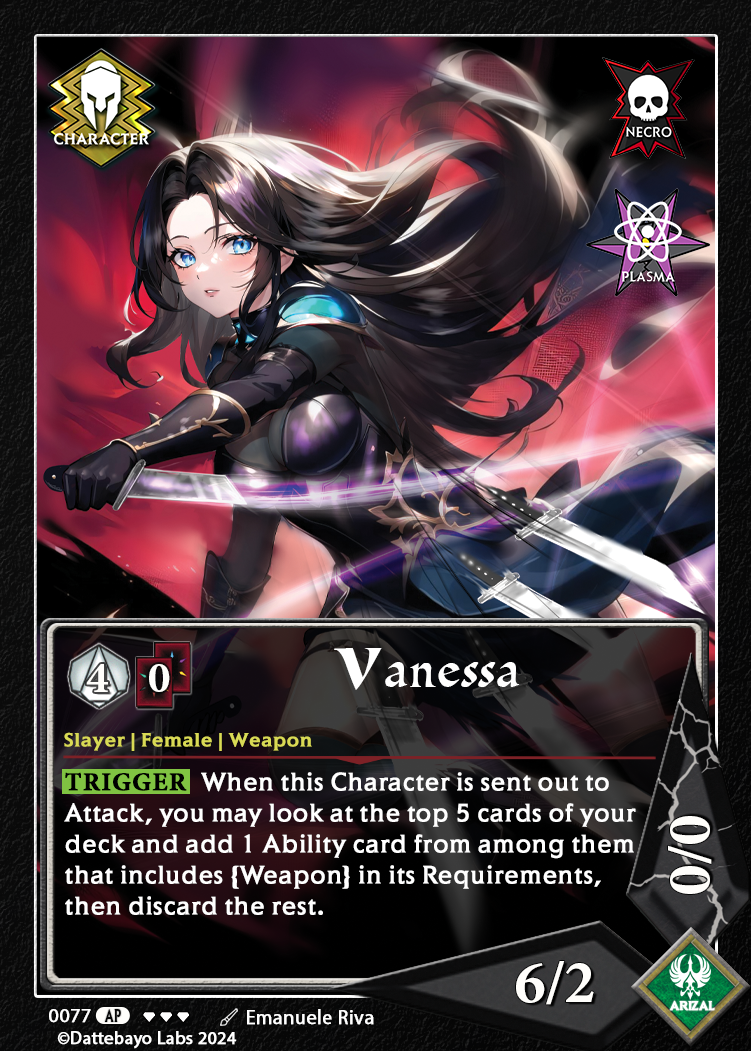 CHARACTER
NECRO
PLASMA
4 0 Vanessa
Slayer | Female | Weapon
TRIGGER When this Character is sent out to
Attack, you may look at the top 5 cards of your
deck and add 1 Ability card from among them
that includes {Weapon} in its Requirements,
then discard the rest.
0/0
6/2
ARIZAL
0077 AP ♥♥♥ Emanuele Riva
©Dattebayo Labs 2024